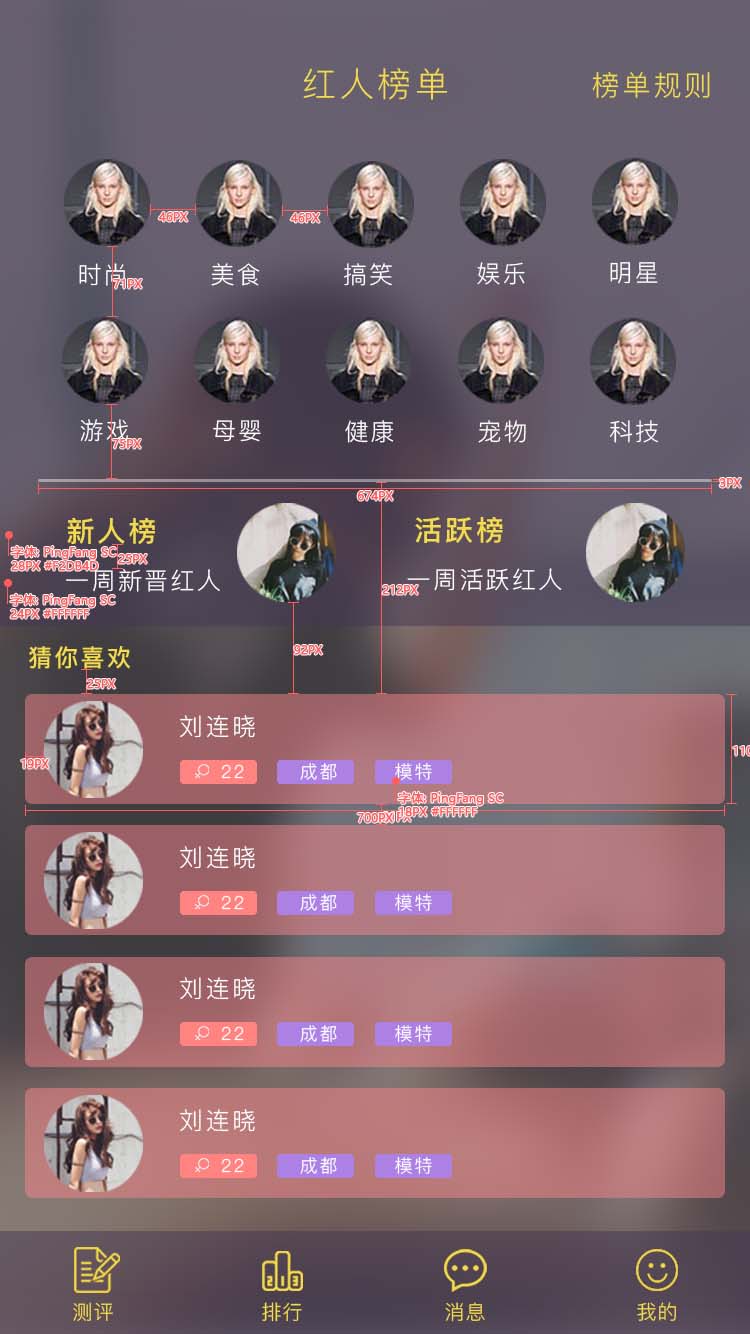 红人榜单
榜单规则
46PX
46PX
时尚
美食
搞笑
娱乐
明星
71PX
游戏
母婴
健康
宠物
科技
75PX
3PX
674PX
新人榜
活跃榜
字体: PingFang SC
28PX #F2DB4D
25PX
一周新晋红人
一周活跃红人
字体: PingFang SC
24PX #FFFFFF
212PX
猜你喜欢
92PX
25PX
刘连晓
19PX
22
成都
模特
110
字体: PingFang SC
18PX #FFFFFF
700PX
刘连晓
22
成都
模特
刘连晓
22
成都
模特
刘连晓
22
成都
模特
213
测评
排行
消息
我的